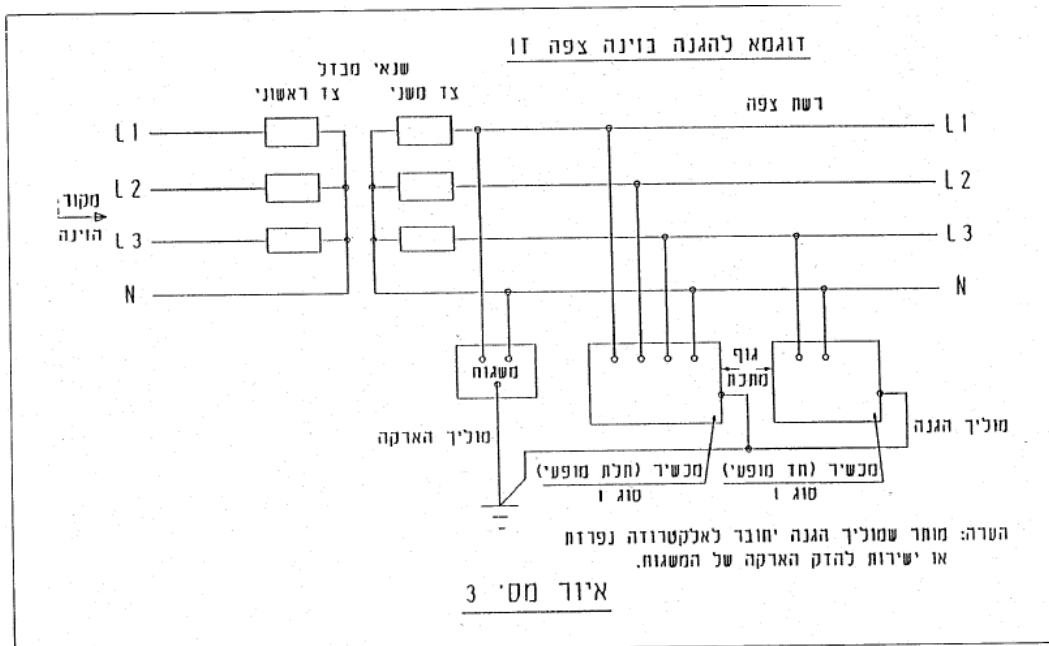 דוגמא להגנה בזינה צפה IT
שנאי מבדל
צד ראשוני
צד משני
רשת צפה
L1
L1
L2
L2
מקור
הזינה
L3
L3
N
N
משגוח
גוף
מתכת
מוליך הארקה
מוליך הגנה
מכשיר (תלת מופעי)
סוג I
מכשיר (חד מופעי)
סוג I
הערה: מותר שמוליך הגנה יחובר לאלקטרודה נפרדת
או ישירות להדק הארקה של המשגוח.
איור מס' 3